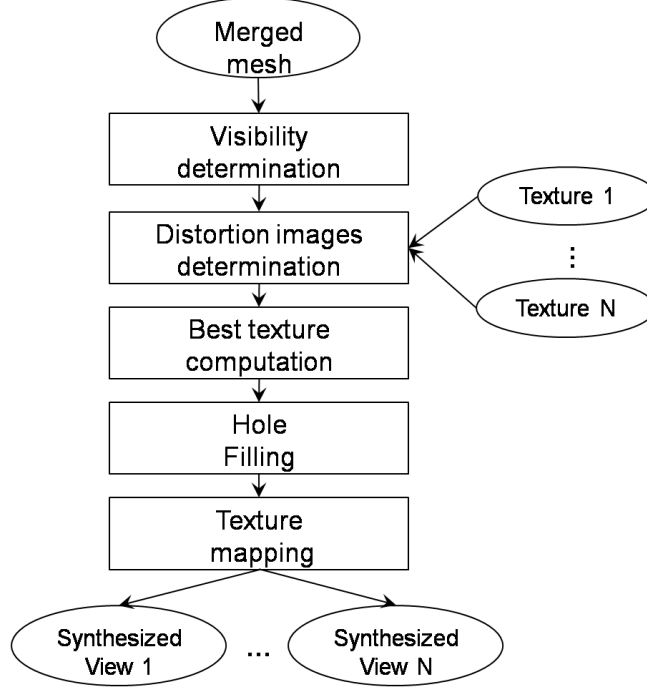 Merged
mesh
Visibility
determination
Texture 1
Distortion images
determination
⋮
Texture N
Best texture
computation
Hole
Filling
Texture
mapping
Synthesized
View 1
...
Synthesized
View N